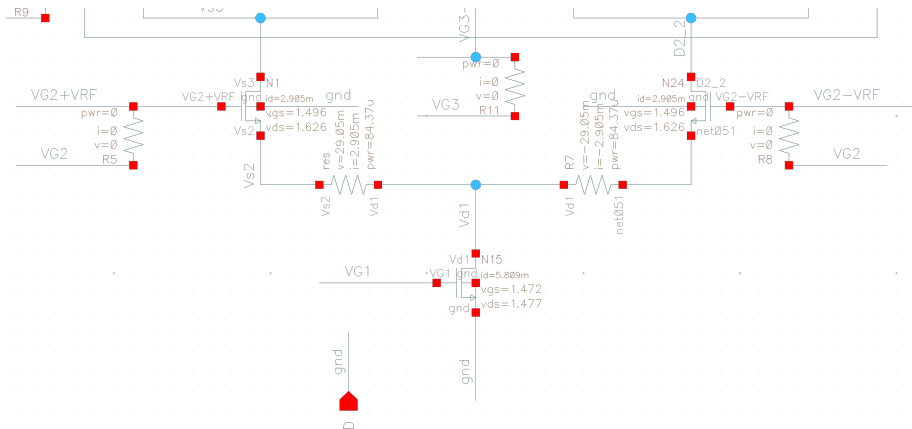 R9
VG3-
D2_2
pwr=0
i=0
v=0
R11
VG3
VG2+VRF
pwr=0
i=0
v=0
R5
VG2
Vs3
N1
VG2+VRF
gnd
id=2.905m
vgs=1.496
vds=1.626
Vs2
gnd
Vs2
res
v=29.05m
i=2.905m
pwr=84.37u
Vs2
Vd1
gnd
N24
D2_2
id=2.905m
vgs=1.496
vds=1.626
gnd
VG2-VRF
net051
R7
v=-29.05m
i=-2.905m
pwr=84.37u
Vd1
net051
VG2-VRF
pwr=0
i=0
v=0
R8
VG2
Vd1
Vd1
N15
VG1
VG1
gnd
id=5.809m
vgs=1.472
vds=1.477
gnd
gnd
gnd
D